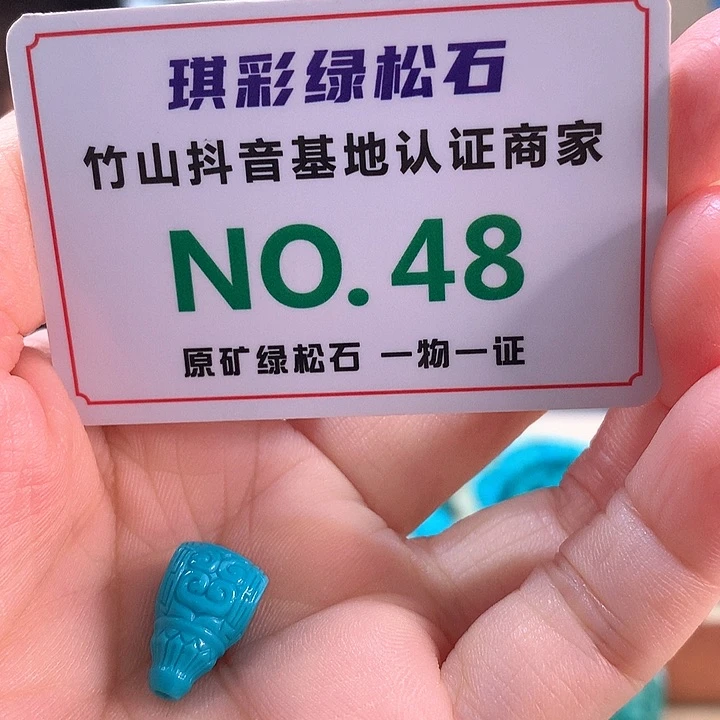 琪彩绿松石
竹山抖音基地认证商家
NO. 48
原矿绿松石 一物一证